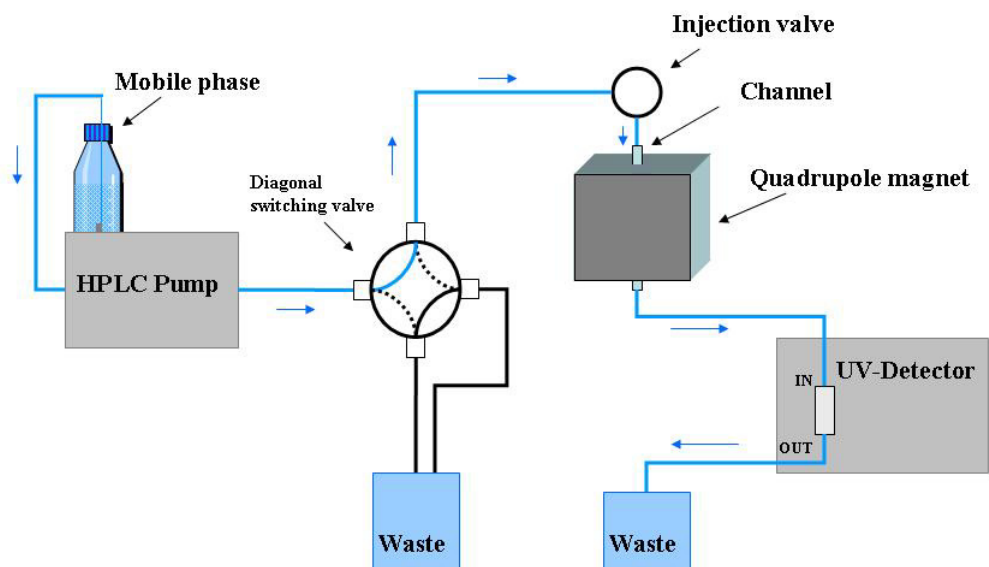 Injection valve
Mobile phase
Channel
Quadrupole magnet
Diagonal
switching valve
HPLC Pump
UV-Detector
IN
OUT
Waste
Waste